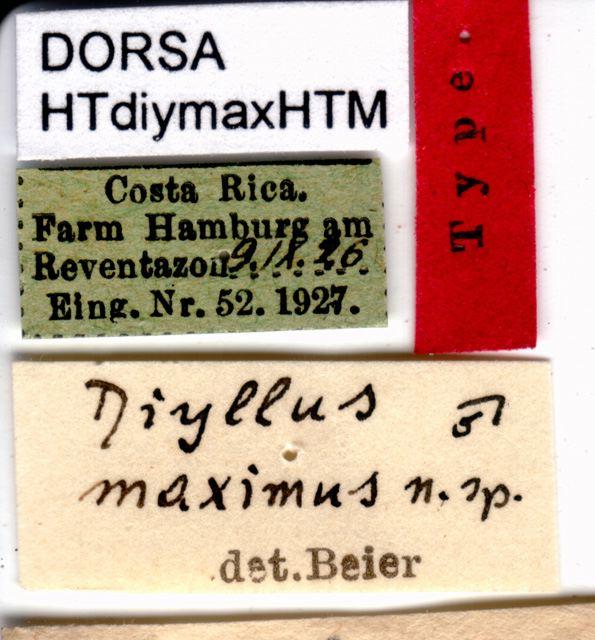 DORSA
HTdiymaxHTM
Type.
Costa Rica.
Farm Hamburg am
Reventazon. 9.IX.26.
Eing. Nr. 52. 1927.
Diyllus ♂
maximus n. sp.
det. Beier